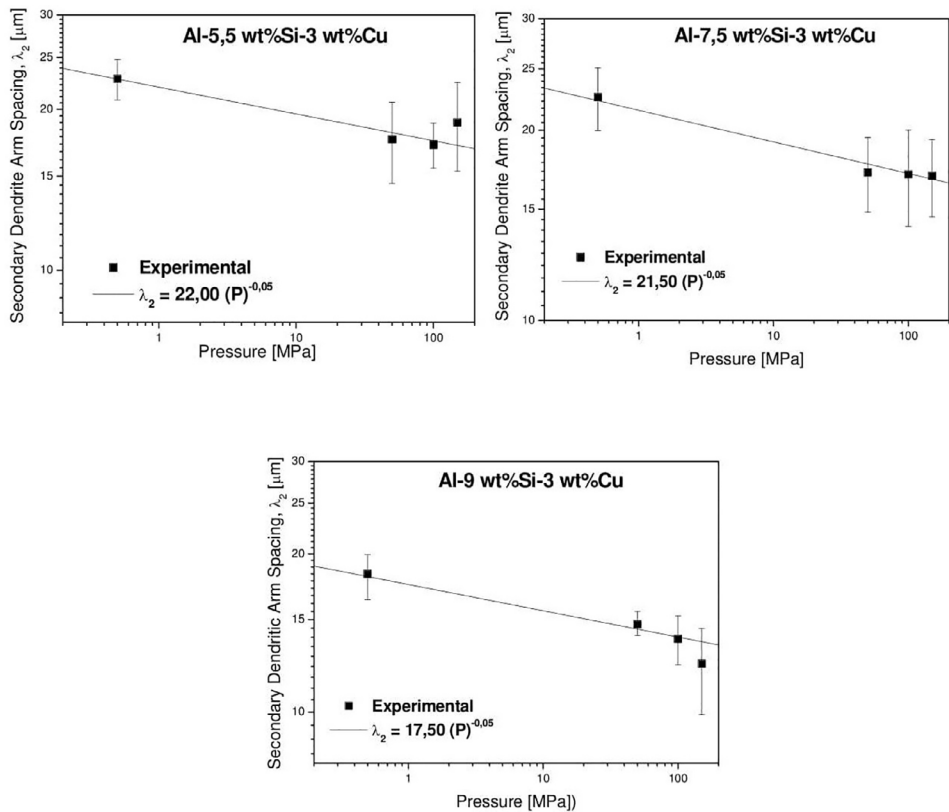 Al-5,5 wt%Si-3 wt%Cu
Secondary Dendrite Arm Spacing, λ₂ [μm]
30
25
20
15
10
■ Experimental
λ₂ = 22,00 (P)^-0,05
1
10
100
Pressure [MPa]
Al-7,5 wt%Si-3 wt%Cu
Secondary Dendrite Arm Spacing, λ₂ [μm]
30
25
20
15
10
■ Experimental
λ₂ = 21,50 (P)^-0,05
1
10
100
Pressure [MPa]
Al-9 wt%Si-3 wt%Cu
Secondary Dendritic Arm Spacing, λ₂ [μm]
30
25
20
15
10
■ Experimental
λ₂ = 17,50 (P)^-0,05
1
10
100
Pressure [MPa])